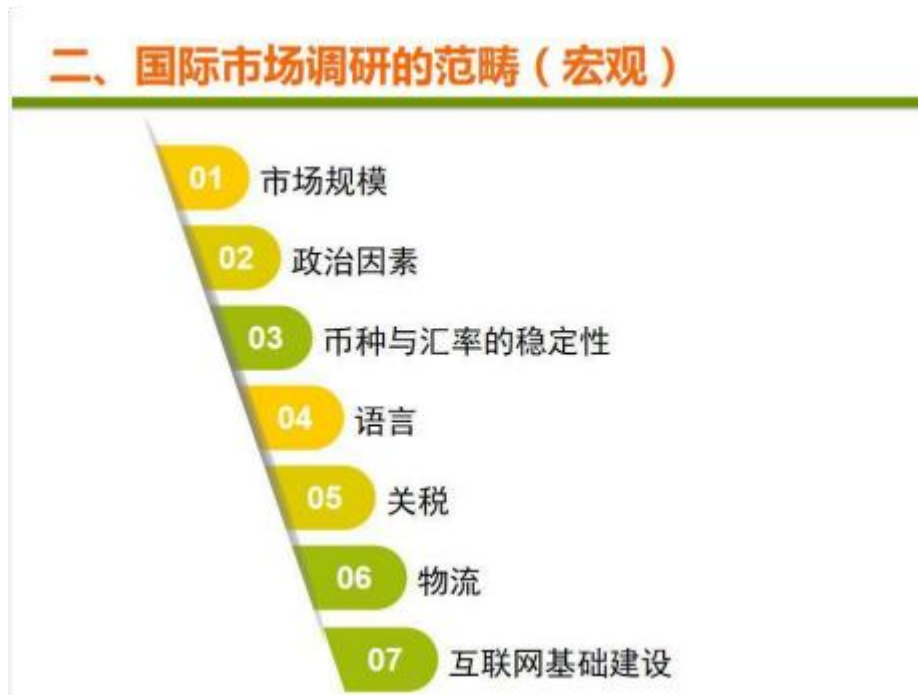 二、国际市场调研的范畴（宏观）
01 市场规模
02 政治因素
03 币种与汇率的稳定性
04 语言
05 关税
06 物流
07 互联网基础建设